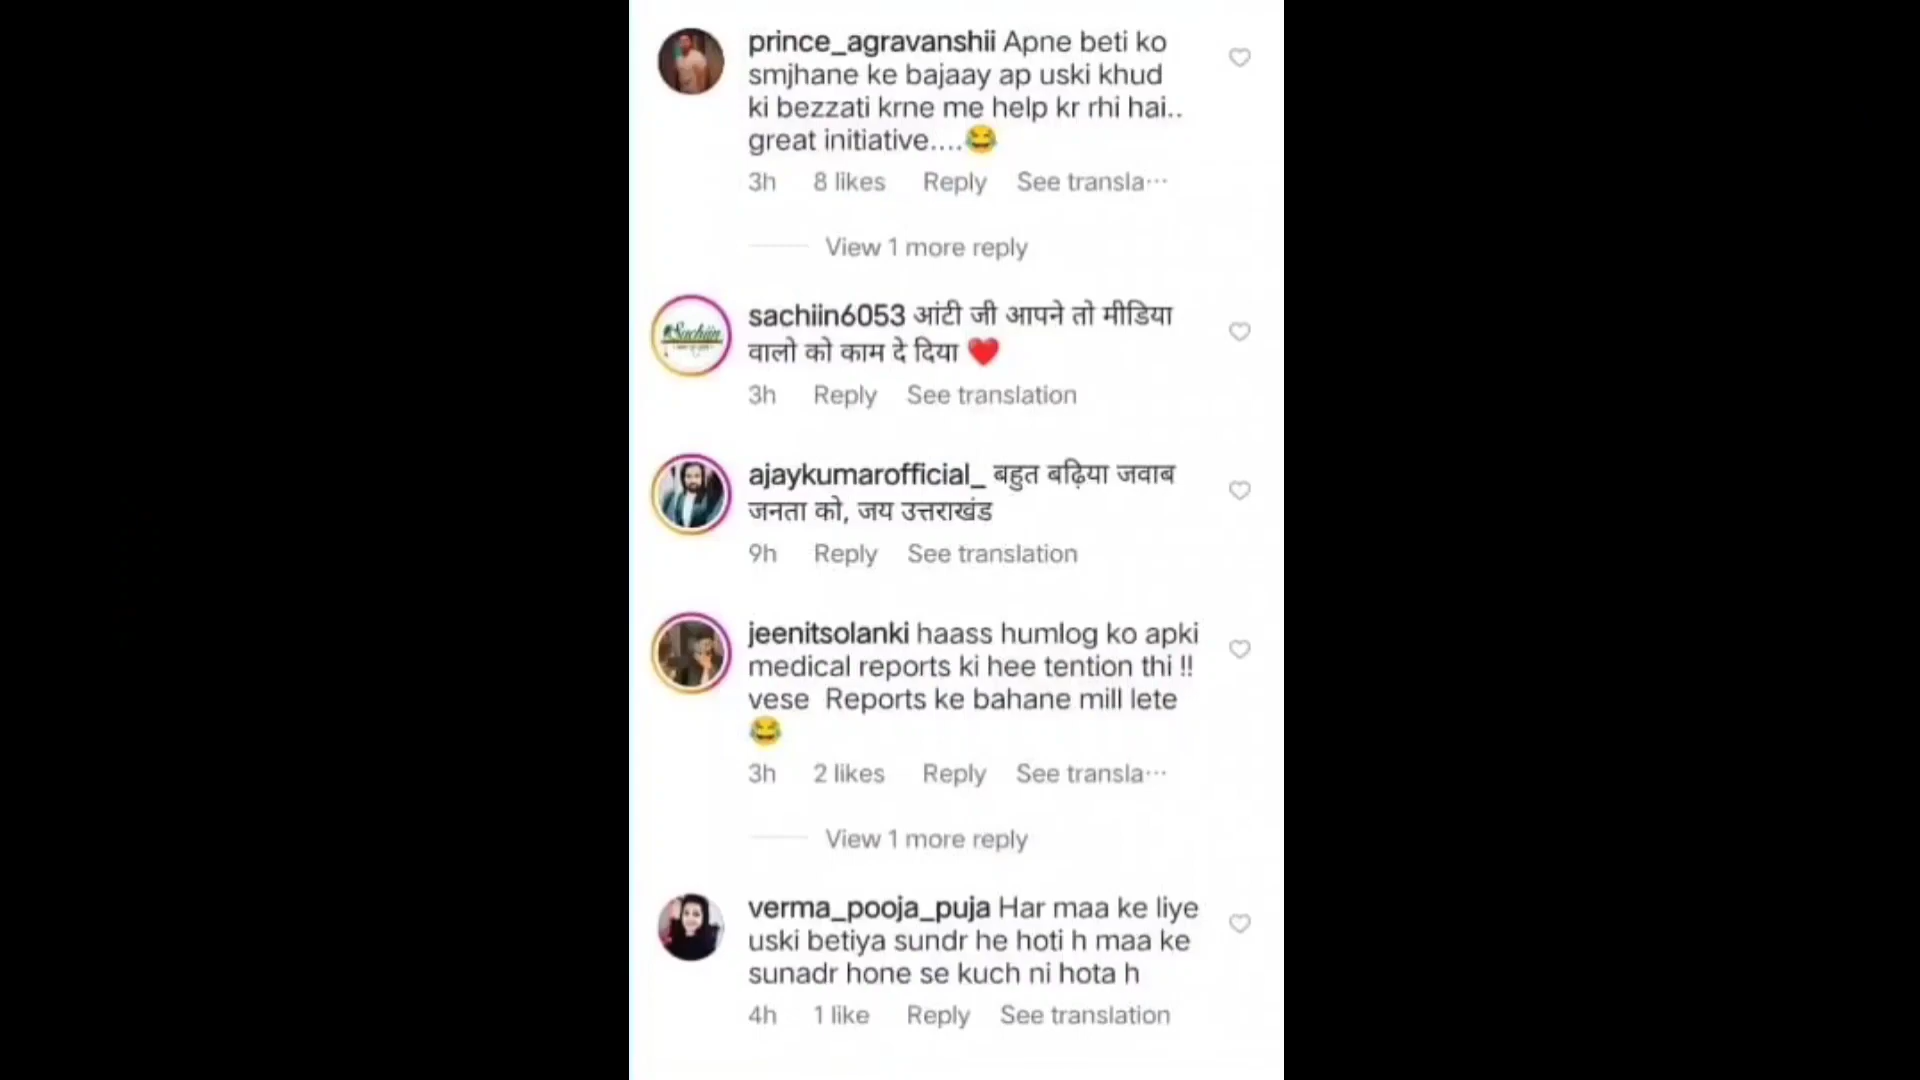 prince_agravanshii Apne beti ko
smjhane ke bajaay ap uski khud
ki bezzati krne me help kr rhi hai..
great initiative....😂
3h 8 likes Reply See transla···
View 1 more reply
Sachiin
sachiin6053 आंटी जी आपने तो मीडिया
वालो को काम दे दिया ❤️
3h Reply See translation
ajaykumarofficial_ बहुत बढ़िया जवाब
जनता को, जय उत्तराखंड
9h Reply See translation
jeenitsolanki haass humlog ko apki
medical reports ki hee tention thi !!
vese Reports ke bahane mill lete
😂
3h 2 likes Reply See transla···
View 1 more reply
verma_pooja_puja Har maa ke liye
uski betiya sundr he hoti h maa ke
sunadr hone se kuch ni hota h
4h 1 like Reply See translation